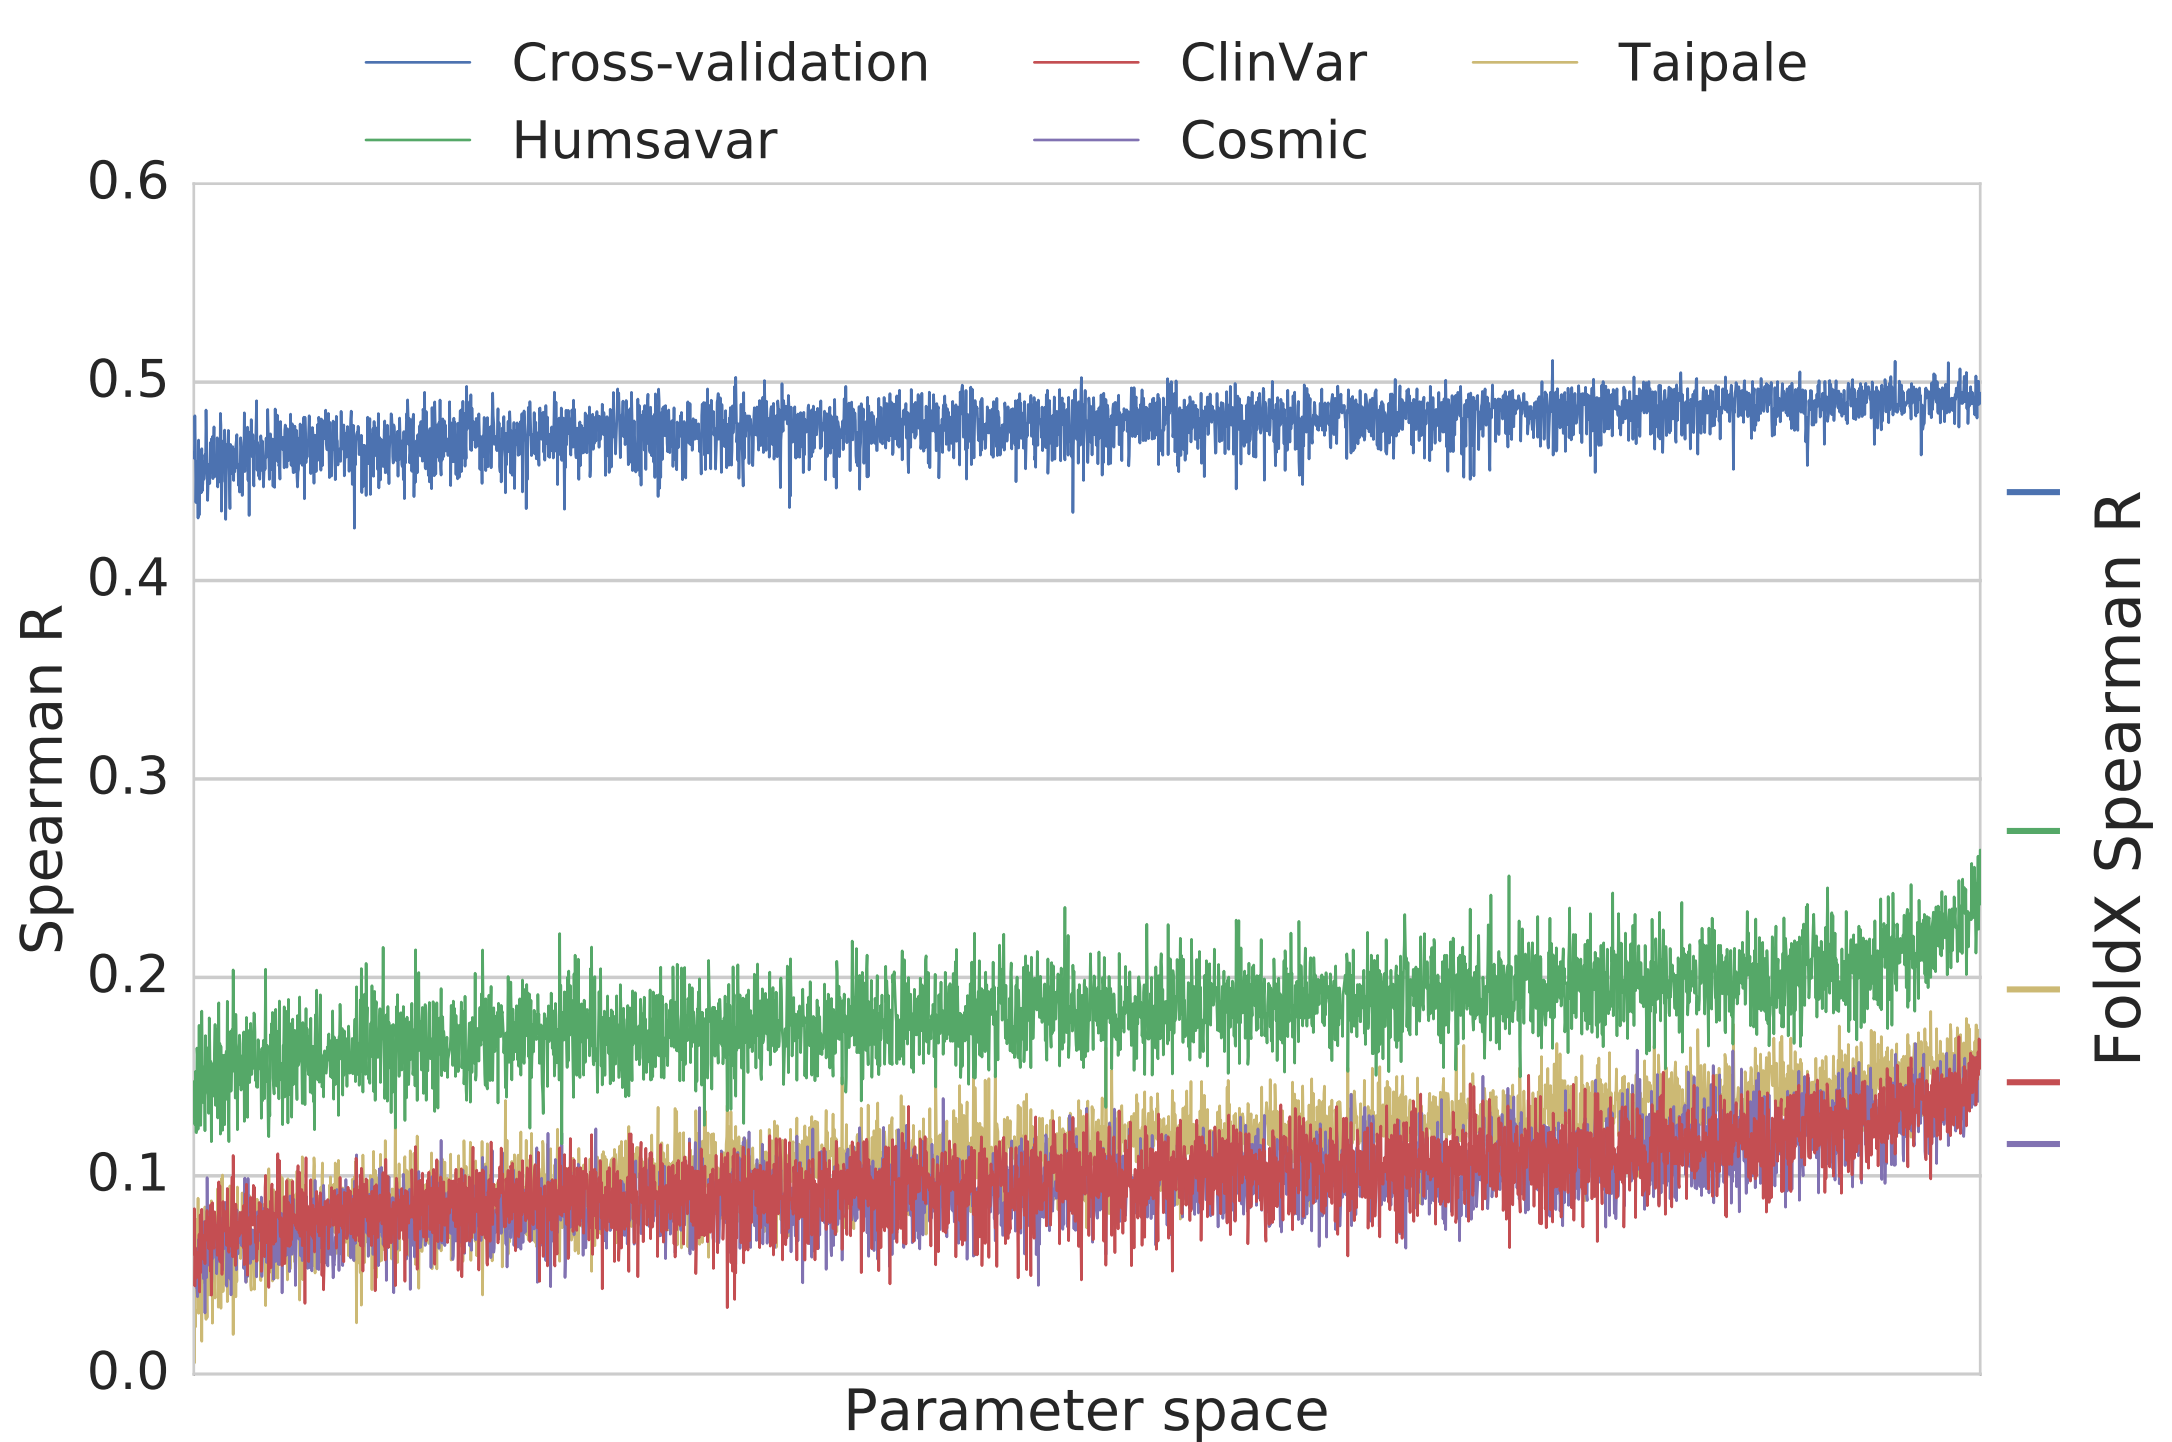 Cross-validation ClinVar Taipale
Humsavar Cosmic
0.6
0.5
0.4
0.3
0.2
0.1
0.0
Spearman R
Parameter space
FoldX Spearman R